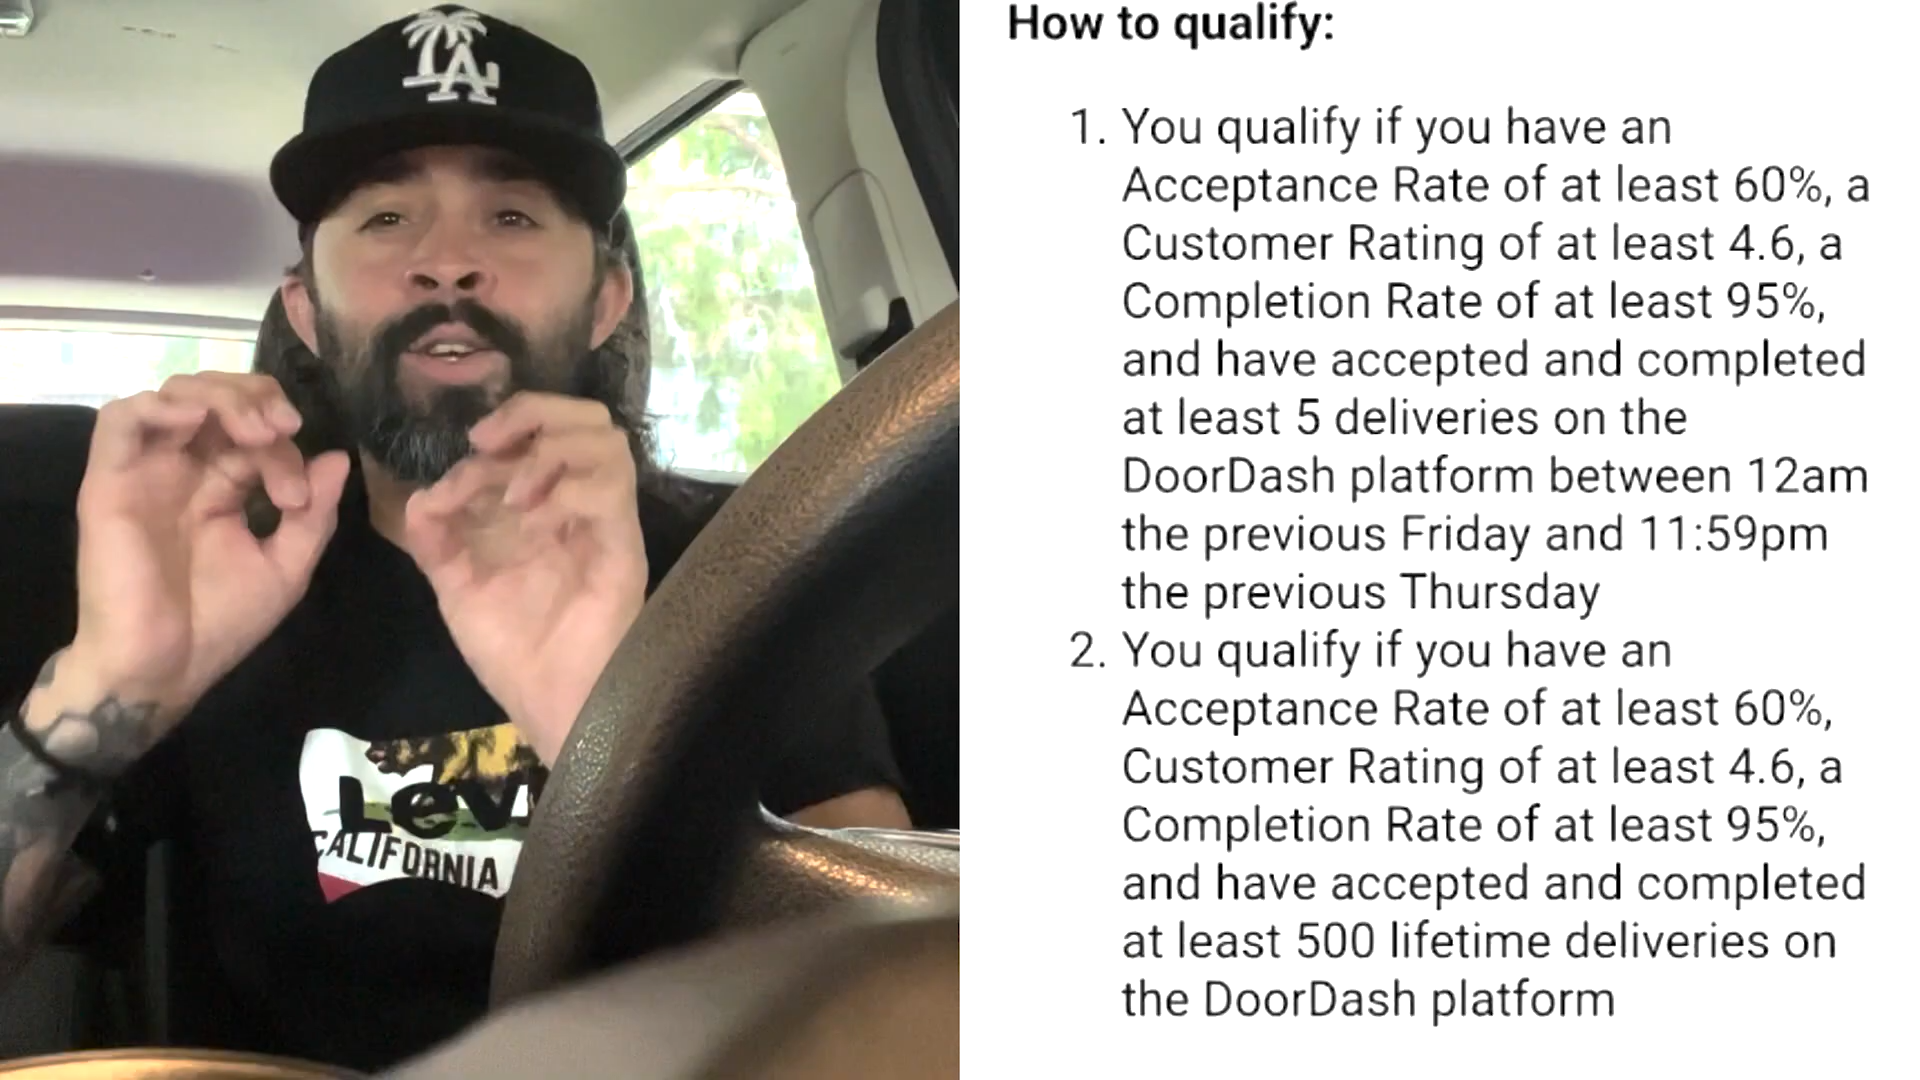 LA
Lev
CALIFORNIA
How to qualify:
1. You qualify if you have an
Acceptance Rate of at least 60%, a
Customer Rating of at least 4.6, a
Completion Rate of at least 95%,
and have accepted and completed
at least 5 deliveries on the
DoorDash platform between 12am
the previous Friday and 11:59pm
the previous Thursday
2. You qualify if you have an
Acceptance Rate of at least 60%,
Customer Rating of at least 4.6, a
Completion Rate of at least 95%,
and have accepted and completed
at least 500 lifetime deliveries on
the DoorDash platform